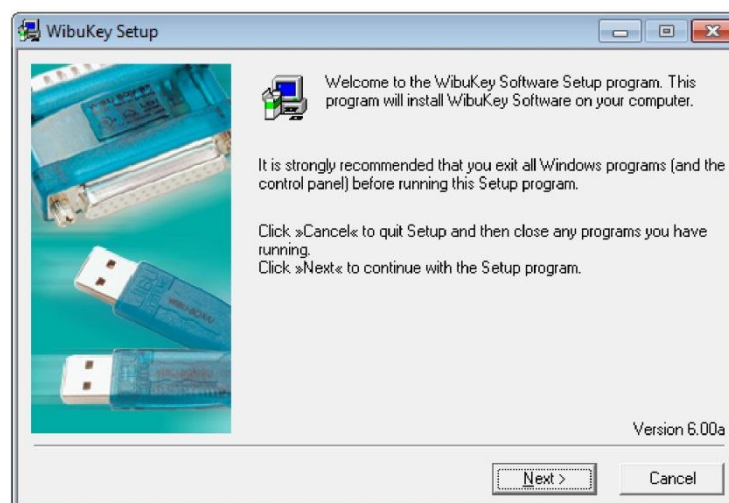 WibuKey Setup
Welcome to the WibuKey Software Setup program. This
program will install WibuKey Software on your computer.
It is strongly recommended that you exit all Windows programs (and the
control panel) before running this Setup program.
Click »Cancel« to quit Setup and then close any programs you have
running.
Click »Next« to continue with the Setup program.
Version 6.00a
Next >
Cancel